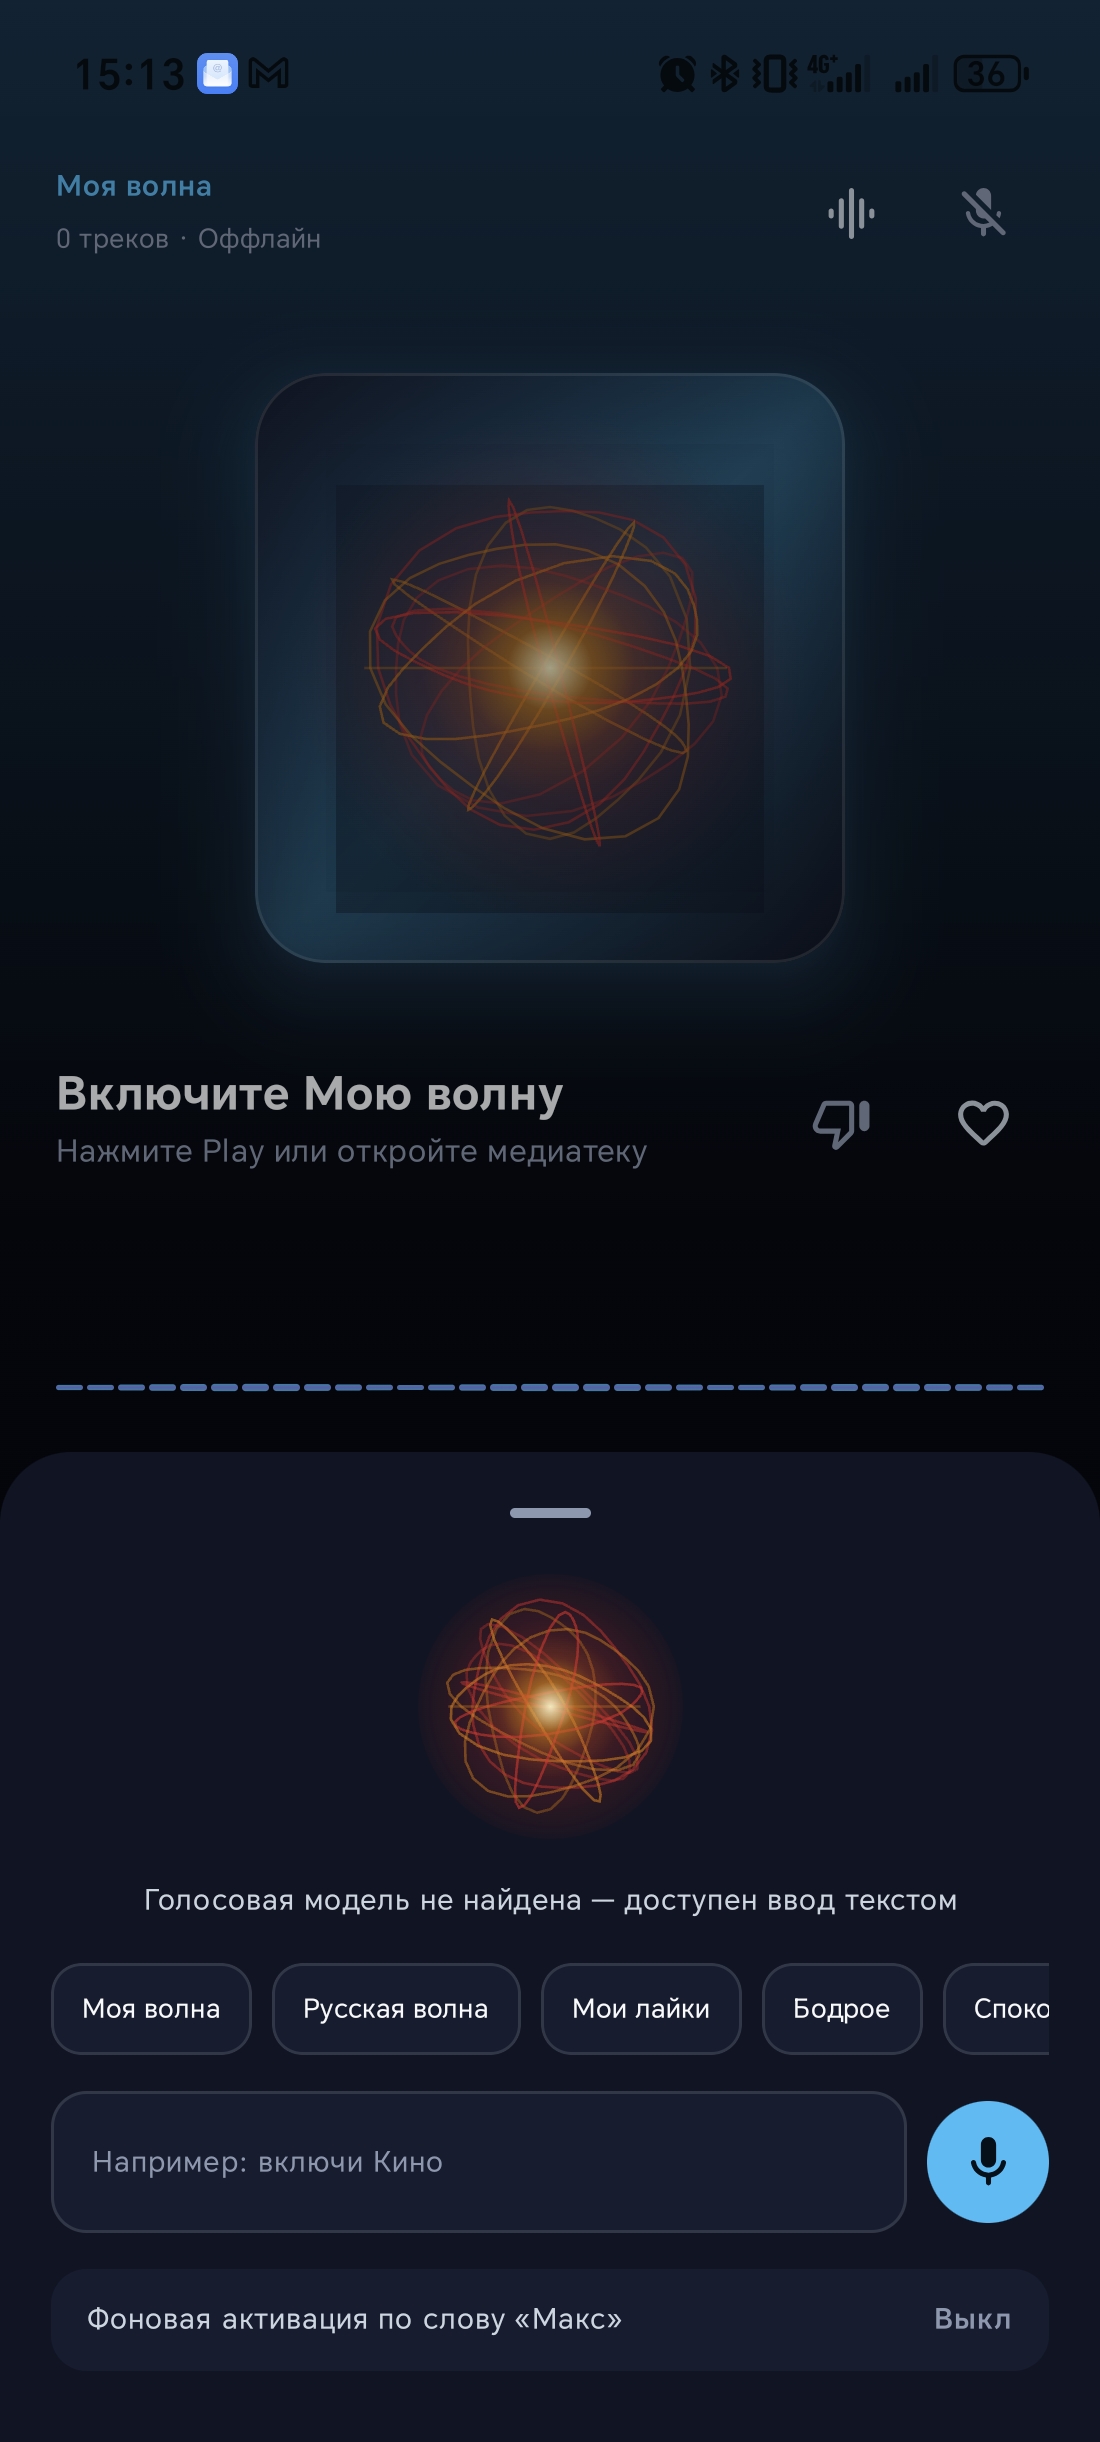 15:13
4G+
36
Моя волна
0 треков · Оффлайн
Включите Мою волну
Нажмите Play или откройте медиатеку
Голосовая модель не найдена — доступен ввод текстом
Моя волна
Русская волна
Мои лайки
Бодрое
Споко
Например: включи Кино
Фоновая активация по слову «Макс»
Выкл